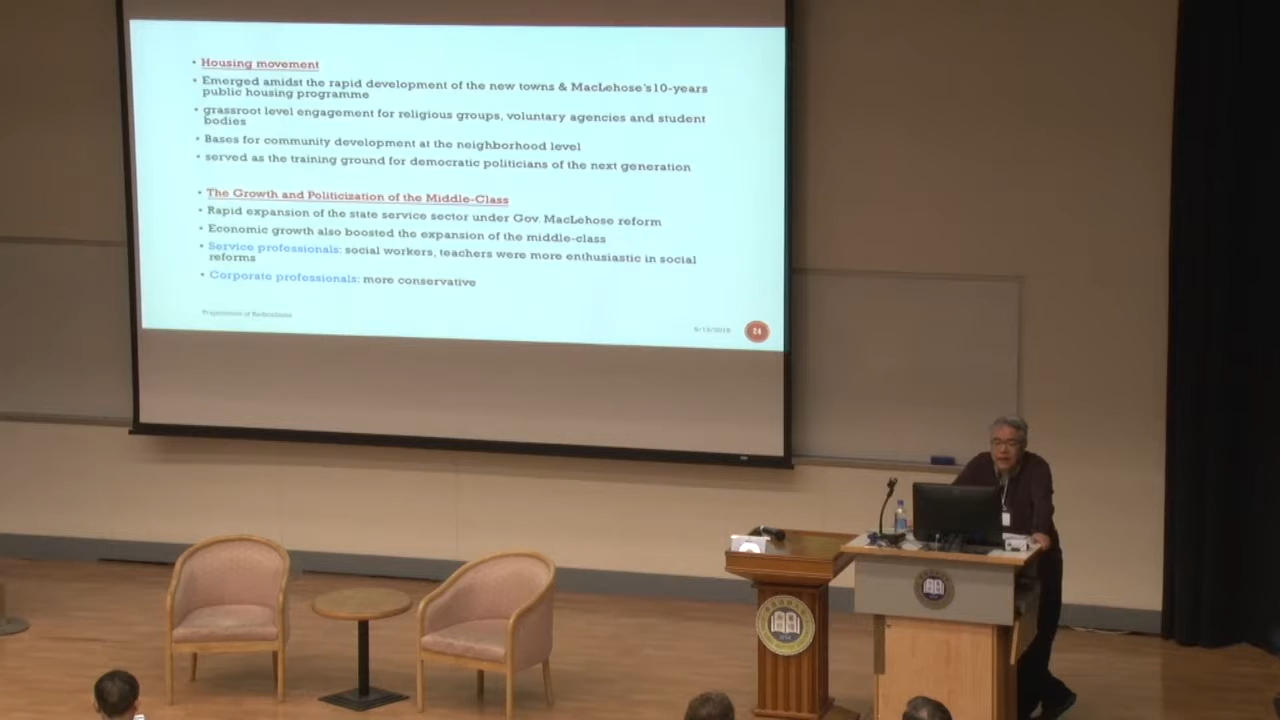 Housing movement
Emerged amidst the rapid development of the new towns & MacLehose's 10-years
public housing programme
grassroot level engagement for religious groups, voluntary agencies and student
bodies
Bases for community development at the neighborhood level
served as the training ground for democratic politicians of the next generation
The Growth and Politicization of the Middle-Class
Rapid expansion of the state service sector under Gov. MacLehose reform
Economic growth also boosted the expansion of the middle-class
Service professionals: social workers, teachers were more enthusiastic in social
reforms
Corporate professionals: more conservative
24